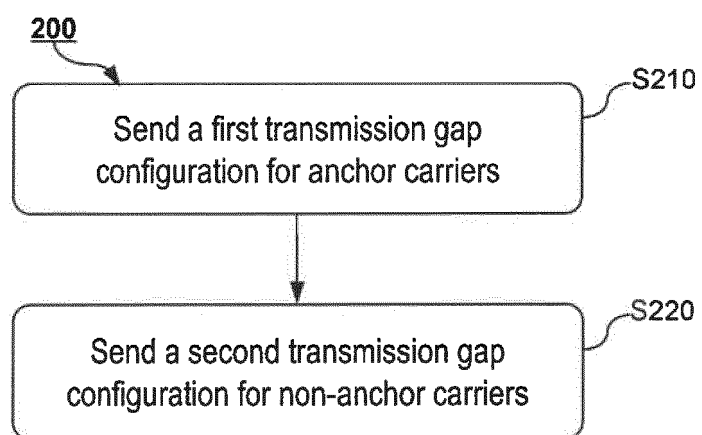 200
S210
Send a first transmission gap
configuration for anchor carriers
S220
Send a second transmission gap
configuration for non-anchor carriers